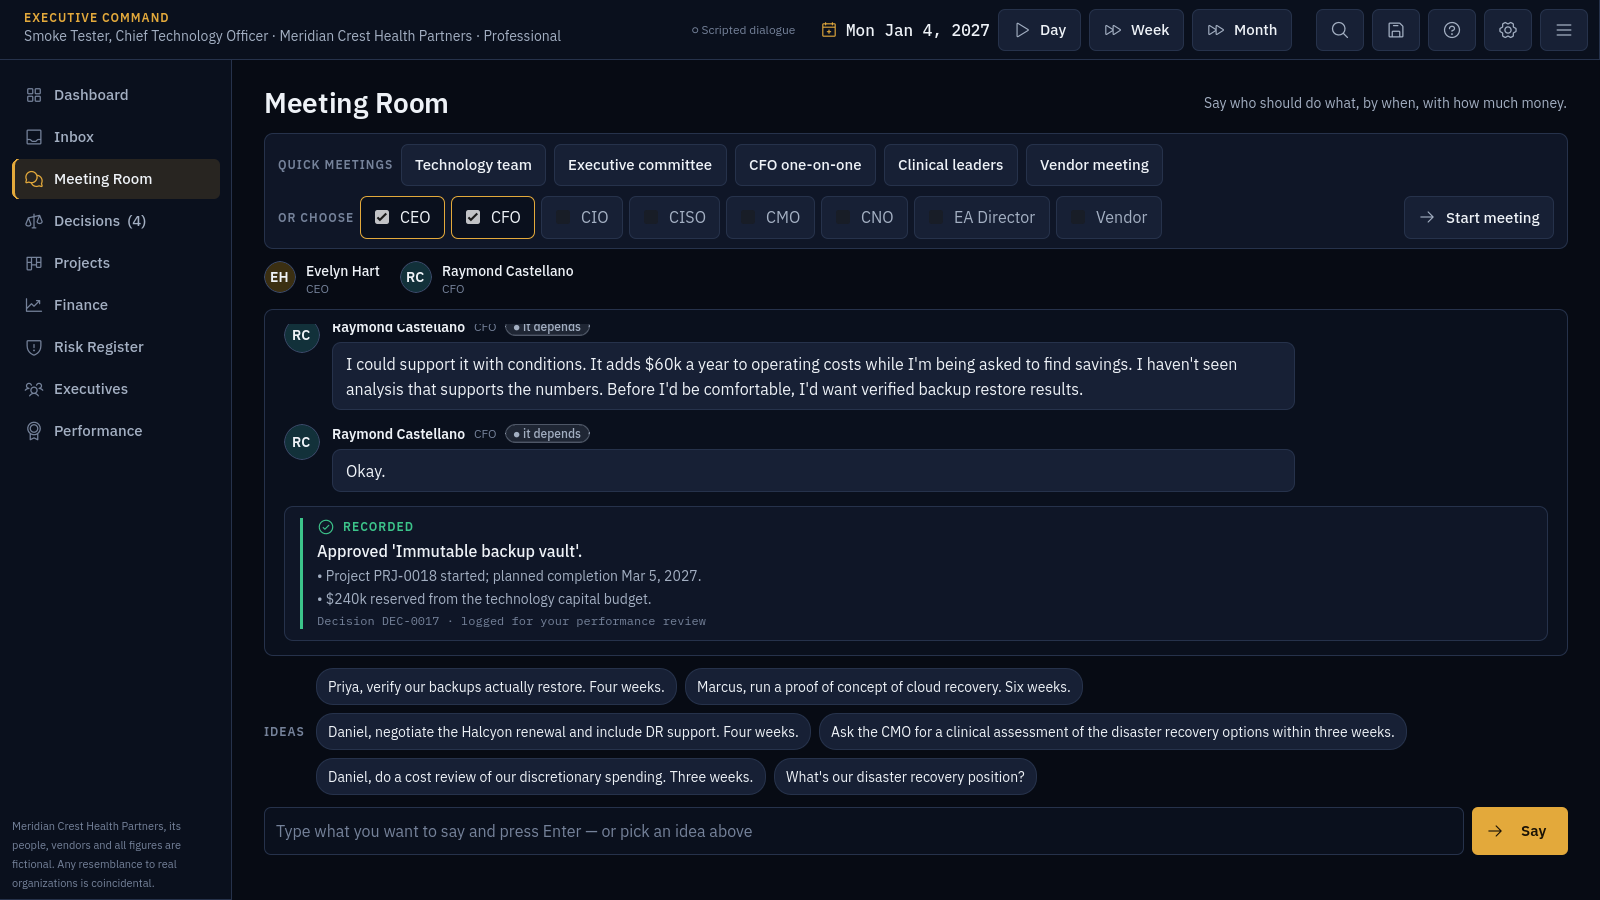 EXECUTIVE COMMAND
Smoke Tester, Chief Technology Officer · Meridian Crest Health Partners · Professional
Scripted dialogue
Mon Jan 4, 2027
Day
Week
Month
Dashboard
Inbox
Meeting Room
Decisions (4)
Projects
Finance
Risk Register
Executives
Performance
Meridian Crest Health Partners, its
people, vendors and all figures are
fictional. Any resemblance to real
organizations is coincidental.
Meeting Room
Say who should do what, by when, with how much money.
QUICK MEETINGS
Technology team
Executive committee
CFO one-on-one
Clinical leaders
Vendor meeting
OR CHOOSE
CEO
CFO
CIO
CISO
CMO
CNO
EA Director
Vendor
Start meeting
EH
Evelyn Hart
CEO
RC
Raymond Castellano
CFO
RC
Raymond Castellano CFO • it depends
I could support it with conditions. It adds $60k a year to operating costs while I'm being asked to find savings. I haven't seen
analysis that supports the numbers. Before I'd be comfortable, I'd want verified backup restore results.
RC
Raymond Castellano CFO • it depends
Okay.
RECORDED
Approved 'Immutable backup vault'.
• Project PRJ-0018 started; planned completion Mar 5, 2027.
• $240k reserved from the technology capital budget.
Decision DEC-0017 · logged for your performance review
IDEAS
Priya, verify our backups actually restore. Four weeks.
Marcus, run a proof of concept of cloud recovery. Six weeks.
Daniel, negotiate the Halcyon renewal and include DR support. Four weeks.
Ask the CMO for a clinical assessment of the disaster recovery options within three weeks.
Daniel, do a cost review of our discretionary spending. Three weeks.
What's our disaster recovery position?
Type what you want to say and press Enter — or pick an idea above
Say